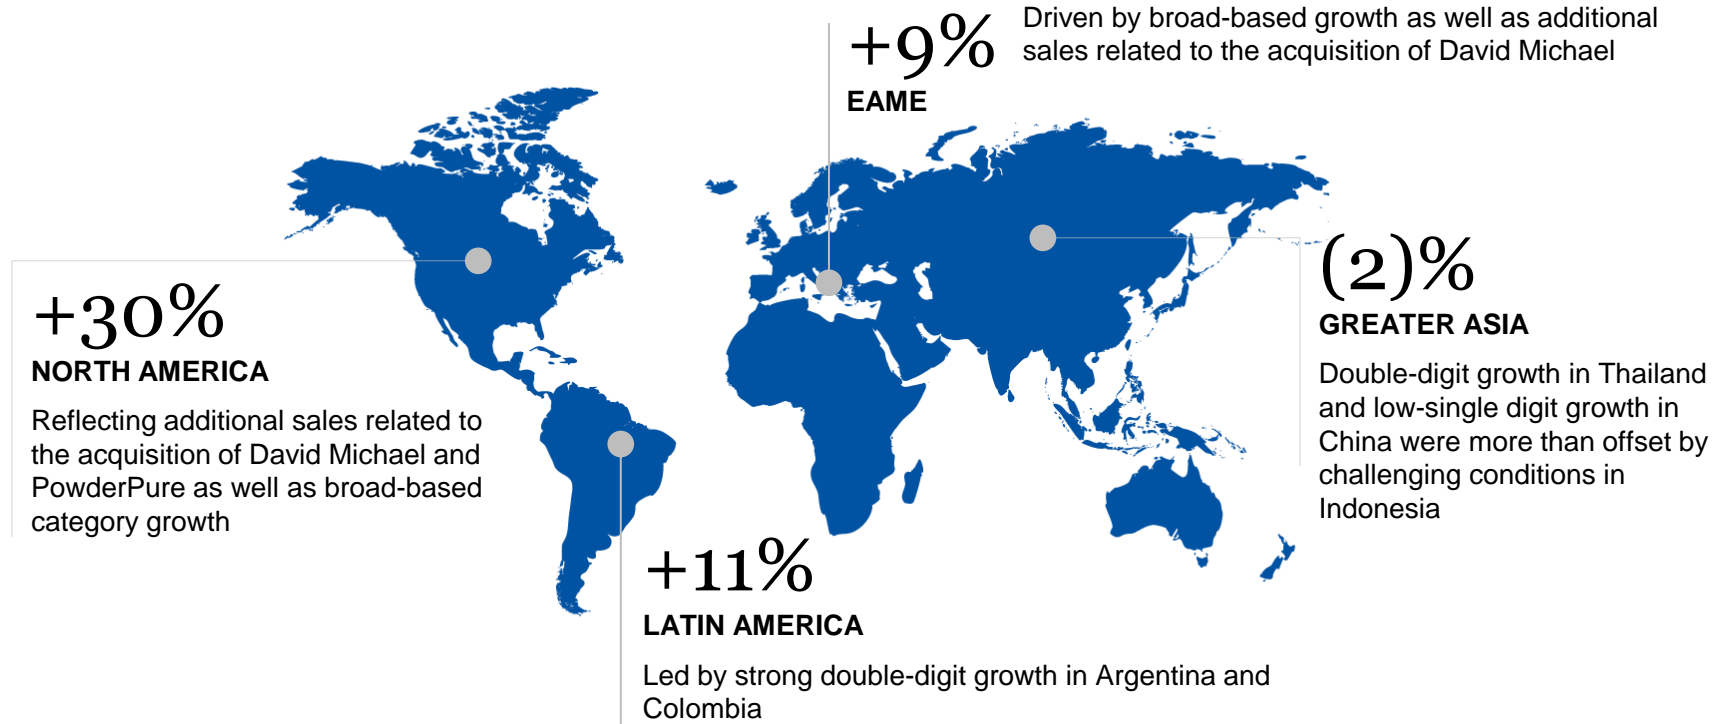 +9%
EAME
Driven by broad-based growth as well as additional
sales related to the acquisition of David Michael
+30%
NORTH AMERICA
Reflecting additional sales related to
the acquisition of David Michael and
PowderPure as well as broad-based
category growth
(2)%
GREATER ASIA
Double-digit growth in Thailand
and low-single digit growth in
China were more than offset by
challenging conditions in
Indonesia
+11%
LATIN AMERICA
Led by strong double-digit growth in Argentina and
Colombia